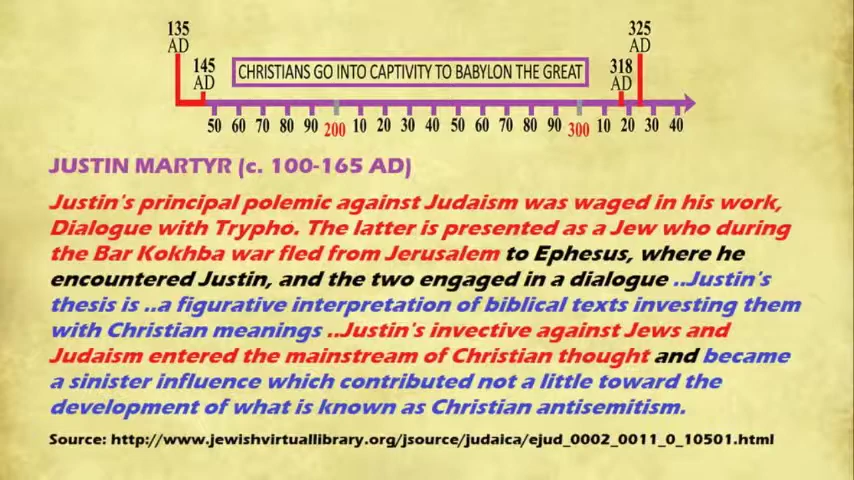 135
AD
325
AD
145
AD
CHRISTIANS GO INTO CAPTIVITY TO BABYLON THE GREAT
318
AD
50 60 70 80 90 200 10 20 30 40 50 60 70 80 90 300 10 20 30 40
JUSTIN MARTYR (c. 100-165 AD)
Justin's principal polemic against Judaism was waged in his work,
Dialogue with Trypho. The latter is presented as a Jew who during
the Bar Kokhba war fled from Jerusalem to Ephesus, where he
encountered Justin, and the two engaged in a dialogue ..Justin's
thesis is ..a figurative interpretation of biblical texts investing them
with Christian meanings ..Justin's invective against Jews and
Judaism entered the mainstream of Christian thought and became
a sinister influence which contributed not a little toward the
development of what is known as Christian antisemitism.
Source: http://www.jewishvirtuallibrary.org/jsource/judaica/ejud_0002_0011_0_10501.html